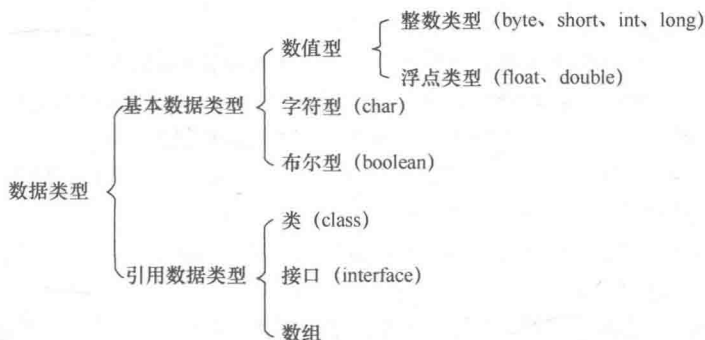 整数类型（byte、short、int、long）
数值型
浮点类型（float、double）
基本数据类型
字符型（char）
布尔型（boolean）
数据类型
类（class）
引用数据类型
接口（interface）
数组